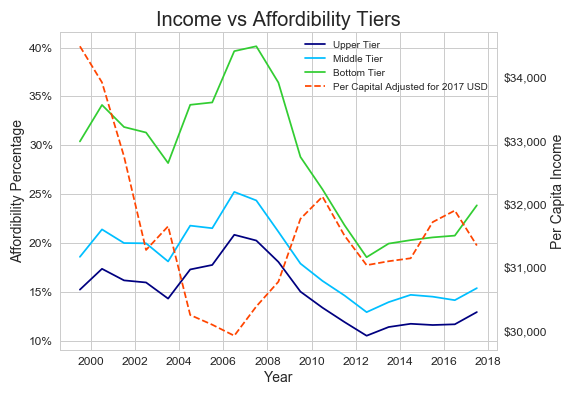 Income vs Affordibility Tiers
Upper Tier
Middle Tier
Bottom Tier
Per Capital Adjusted for 2017 USD
40%
35%
30%
25%
20%
15%
10%
Affordibility Percentage
$34,000
$33,000
$32,000
$31,000
$30,000
Per Capita Income
2000 2002 2004 2006 2008 2010 2012 2014 2016 2018
Year